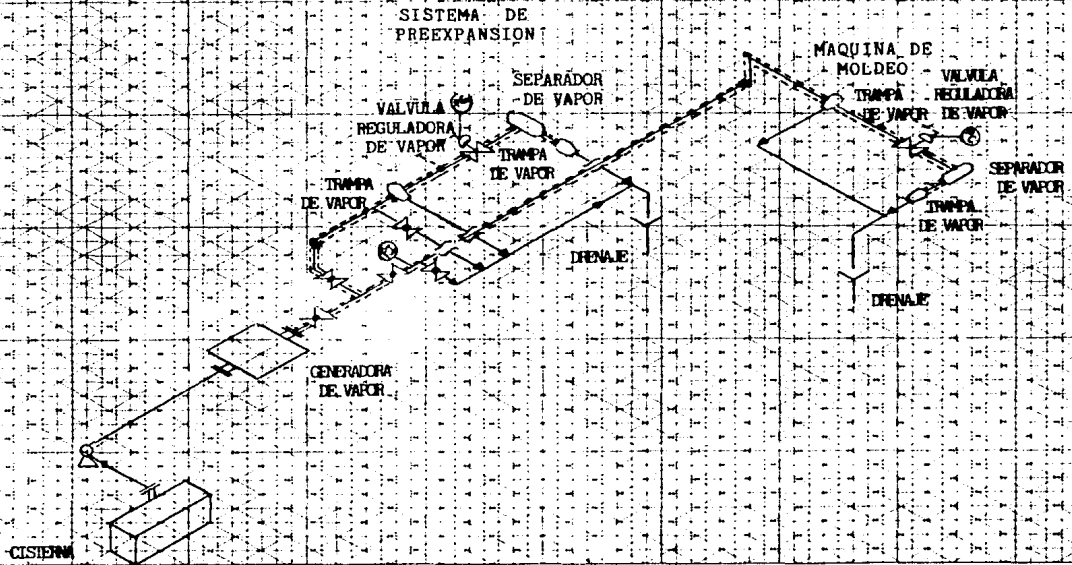 SISTEMA DE
PREEXPANSION
SEPARADOR
DE VAPOR
VALVULA
REGULADORA
DE VAPOR
TRAMPA
DE VAPOR
TRAMPA
DE VAPOR
DRENAJE
GENERADORA
DE VAPOR
CISTERNA
MAQUINA DE
MOLDEO
TRAMPA
DE VAPOR
VALVULA
REGULADORA
DE VAPOR
SEPARADOR
DE VAPOR
TRAMPA
DE VAPOR
DRENAJE